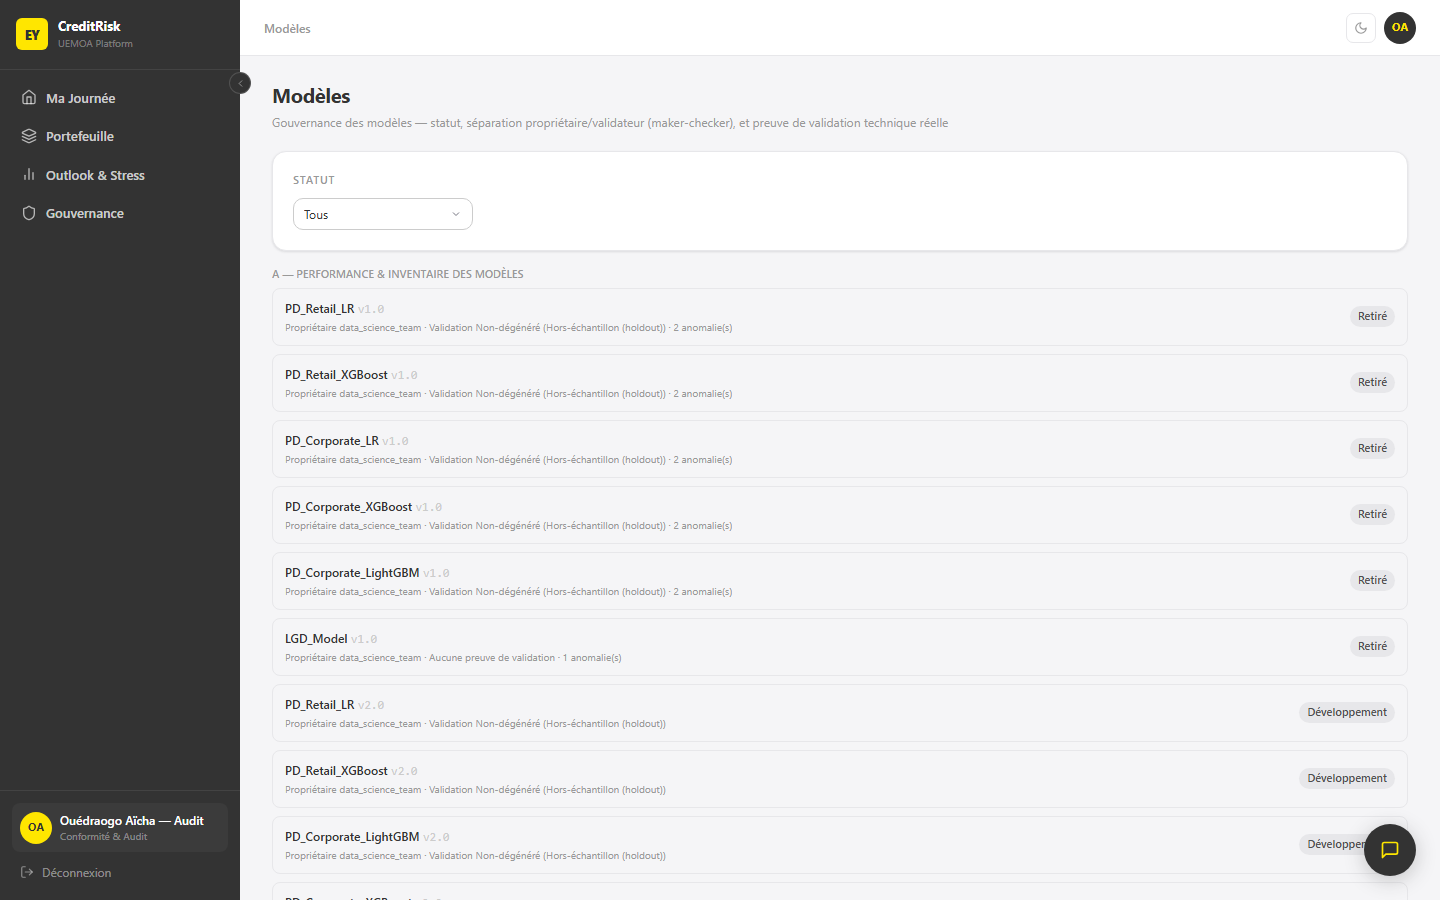 EY
CreditRisk
UEMOA Platform
Ma Journée
Portefeuille
Outlook & Stress
Gouvernance
OA
Ouédraogo Aïcha — Audit
Conformité & Audit
Déconnexion
Modèles
OA
Modèles
Gouvernance des modèles — statut, séparation propriétaire/validateur (maker-checker), et preuve de validation technique réelle
STATUT
Tous
A — PERFORMANCE & INVENTAIRE DES MODÈLES
PD_Retail_LR v1.0
Propriétaire data_science_team · Validation Non-dégénéré (Hors-échantillon (holdout)) · 2 anomalie(s)
Retiré
PD_Retail_XGBoost v1.0
Propriétaire data_science_team · Validation Non-dégénéré (Hors-échantillon (holdout)) · 2 anomalie(s)
Retiré
PD_Corporate_LR v1.0
Propriétaire data_science_team · Validation Non-dégénéré (Hors-échantillon (holdout)) · 2 anomalie(s)
Retiré
PD_Corporate_XGBoost v1.0
Propriétaire data_science_team · Validation Non-dégénéré (Hors-échantillon (holdout)) · 2 anomalie(s)
Retiré
PD_Corporate_LightGBM v1.0
Propriétaire data_science_team · Validation Non-dégénéré (Hors-échantillon (holdout)) · 2 anomalie(s)
Retiré
LGD_Model v1.0
Propriétaire data_science_team · Aucune preuve de validation · 1 anomalie(s)
Retiré
PD_Retail_LR v2.0
Propriétaire data_science_team · Validation Non-dégénéré (Hors-échantillon (holdout))
Développement
PD_Retail_XGBoost v2.0
Propriétaire data_science_team · Validation Non-dégénéré (Hors-échantillon (holdout))
Développement
PD_Corporate_LightGBM v2.0
Propriétaire data_science_team · Validation Non-dégénéré (Hors-échantillon (holdout))